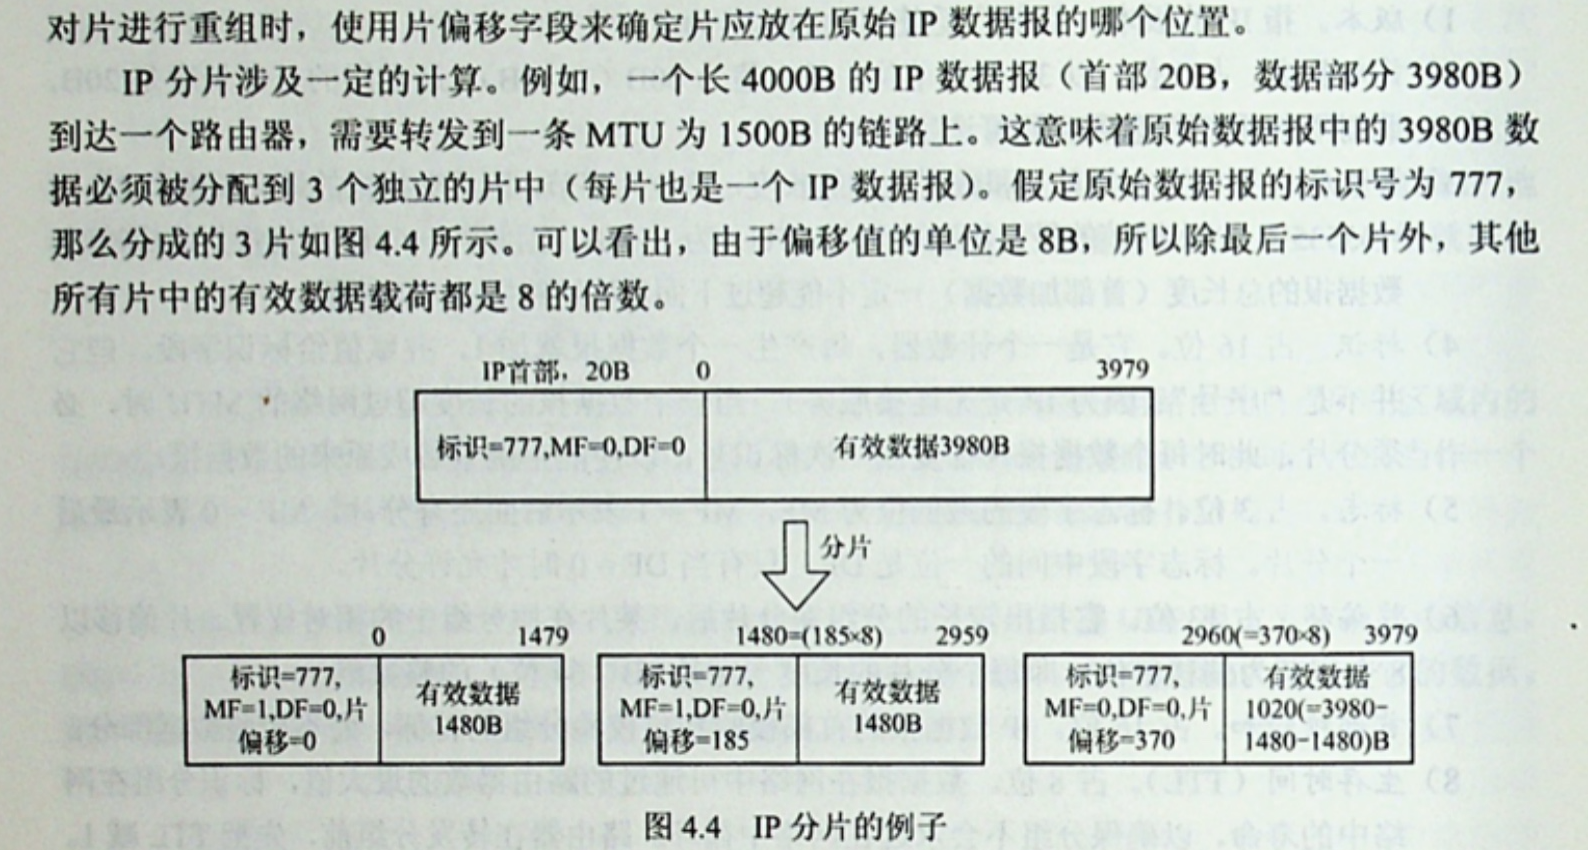 对片进行重组时，使用片偏移字段来确定片应放在原始 IP 数据报的哪个位置。
IP 分片涉及一定的计算。例如，一个长 4000B 的 IP 数据报（首部 20B，数据部分 3980B）
到达一个路由器，需要转发到一条 MTU 为 1500B 的链路上。这意味着原始数据报中的 3980B 数
据必须被分配到 3 个独立的片中（每片也是一个 IP 数据报）。假定原始数据报的标识号为 777，
那么分成的 3 片如图 4.4 所示。可以看出，由于偏移值的单位是 8B，所以除最后一个片外，其他
所有片中的有效数据载荷都是 8 的倍数。
IP首部，20B 0 3979
标识=777,MF=0,DF=0 有效数据3980B
分片
0 1479
标识=777,
MF=1,DF=0,片
偏移=0
有效数据
1480B
1480=(185×8) 2959
标识=777,
MF=1,DF=0,片
偏移=185
有效数据
1480B
2960(=370×8) 3979
标识=777,
MF=0,DF=0,片
偏移=370
有效数据
1020(=3980-
1480-1480)B
图 4.4 IP 分片的例子